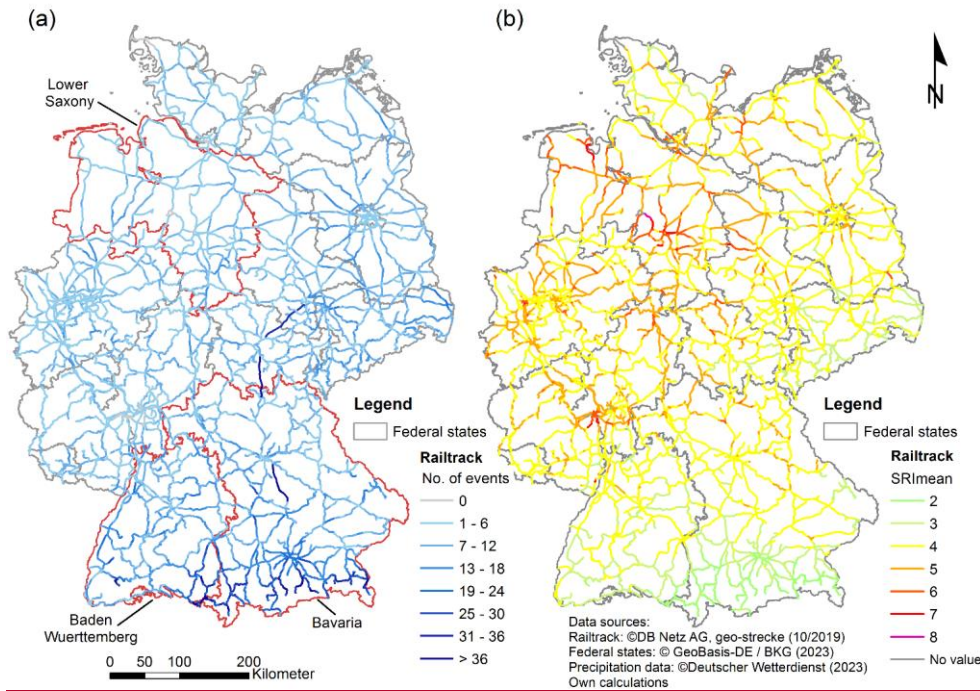 (a)
Lower
Saxony
Legend
Federal states
Railtrack
No. of events
0
1 - 6
7 - 12
13 - 18
19 - 24
25 - 30
31 - 36
> 36
Baden
Wuerttemberg
Bavaria
0 50 100 200
Kilometer
(b)
N
Legend
Federal states
Railtrack
SRImean
2
3
4
5
6
7
8
No value
Data sources:
Railtrack: ©DB Netz AG, geo-strecke (10/2019)
Federal states: © GeoBasis-DE / BKG (2023)
Precipitation data: ©Deutscher Wetterdienst (2023)
Own calculations